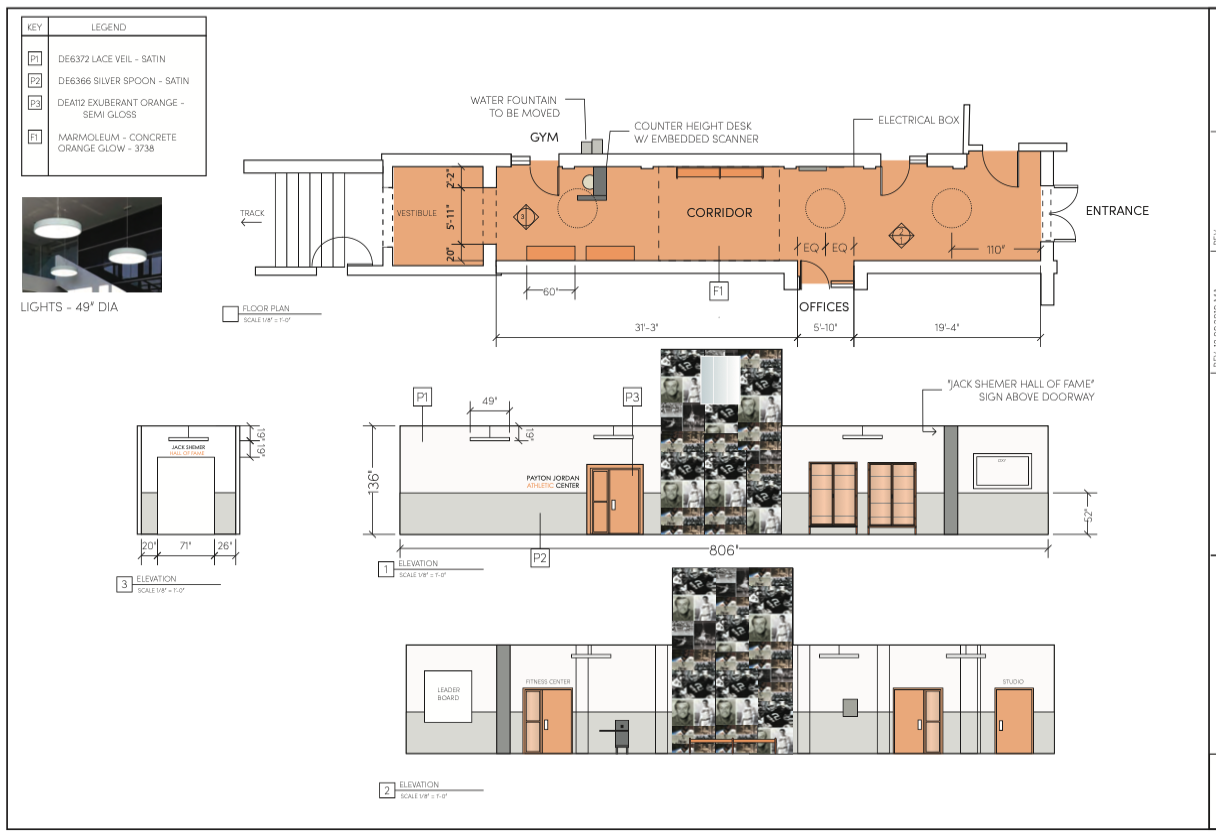 KEY LEGEND
P1 DE6372 LACE VEIL - SATIN
P2 DE6366 SILVER SPOON - SATIN
P3 DEA112 EXUBERANT ORANGE -
SEMI GLOSS
F1 MARMOLEUM - CONCRETE
ORANGE GLOW - 3738
LIGHTS - 49" DIA
WATER FOUNTAIN
TO BE MOVED
GYM
COUNTER HEIGHT DESK
W/ EMBEDDED SCANNER
ELECTRICAL BOX
TRACK
VESTIBULE
2'-2"
5'-11"
20"
3
CORRIDOR
ENTRANCE
EQ EQ
110"
60"
F1
OFFICES
31'-3"
5'-10"
19'-4"
FLOOR PLAN
SCALE 1/8" = 1'-0"
P1
49"
19"
P3
"JACK SHEMER HALL OF FAME"
SIGN ABOVE DOORWAY
136"
PAYTON JORDAN
ATHLETIC CENTER
52"
806"
P2
1 ELEVATION
SCALE 1/8" = 1'-0"
JACK SHEMER
HALL OF FAME
19"
19"
20" 71" 26"
3 ELEVATION
SCALE 1/8" = 1'-0"
LEADER
BOARD
FITNESS CENTER
STUDIO
2 ELEVATION
SCALE 1/8" = 1'-0"